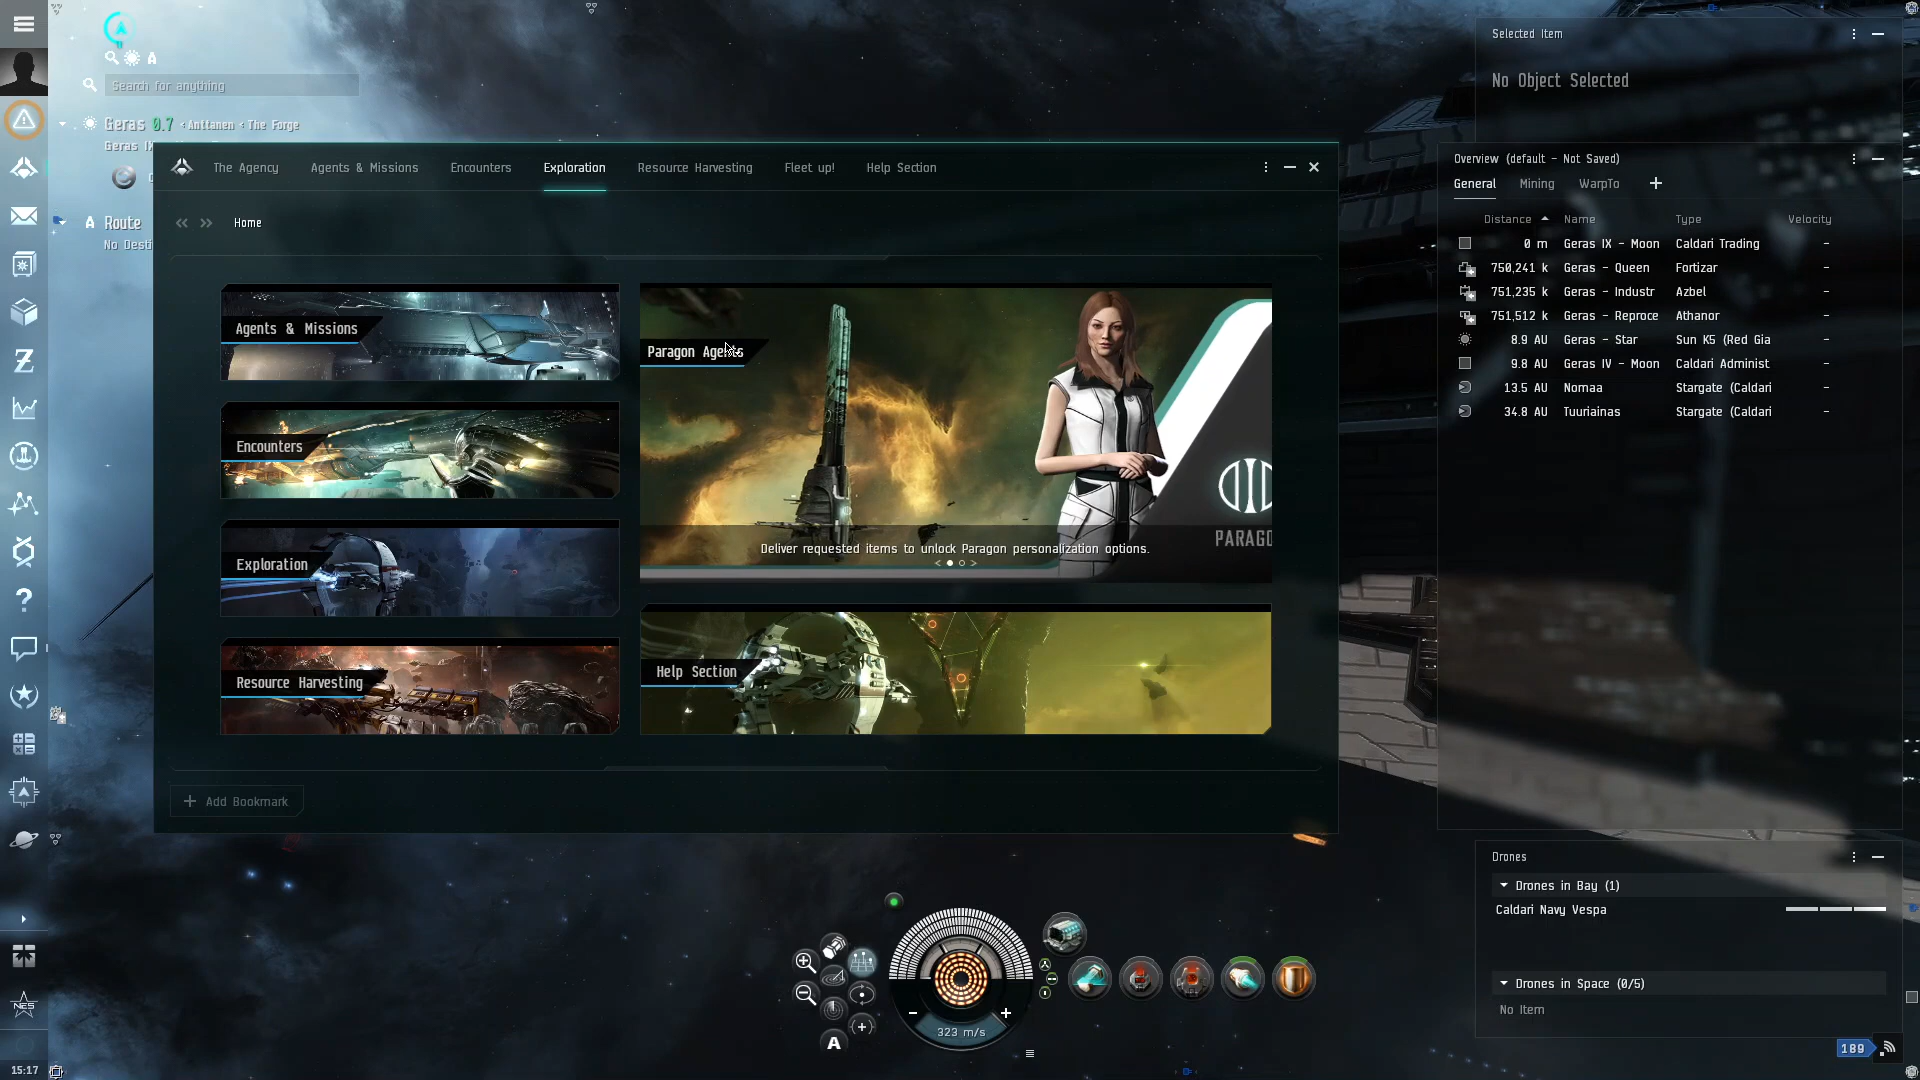 Search for anything
Geras 0.7 < Anttanen < The Forge
Geras IX
Route
No Desti
The Agency
Agents & Missions
Encounters
Exploration
Resource Harvesting
Fleet up!
Help Section
Home
Agents & Missions
Encounters
Exploration
Resource Harvesting
Paragon Agents
PARAGO
Deliver requested items to unlock Paragon personalization options.
Help Section
Add Bookmark
Selected Item
No Object Selected
Overview (default - Not Saved)
General Mining WarpTo
Distance Name Type Velocity
0 m Geras IX - Moon Caldari Trading -
750,241 k Geras - Queen Fortizar -
751,235 k Geras - Industr Azbel -
751,512 k Geras - Reproce Athanor -
8.9 AU Geras - Star Sun K5 (Red Gia -
9.8 AU Geras IV - Moon Caldari Administ -
13.5 AU Nomaa Stargate (Caldari -
34.8 AU Tuuriainas Stargate (Caldari -
Drones
Drones in Bay (1)
Caldari Navy Vespa
Drones in Space (0/5)
No Item
323 m/s
A
NES
15:17
189